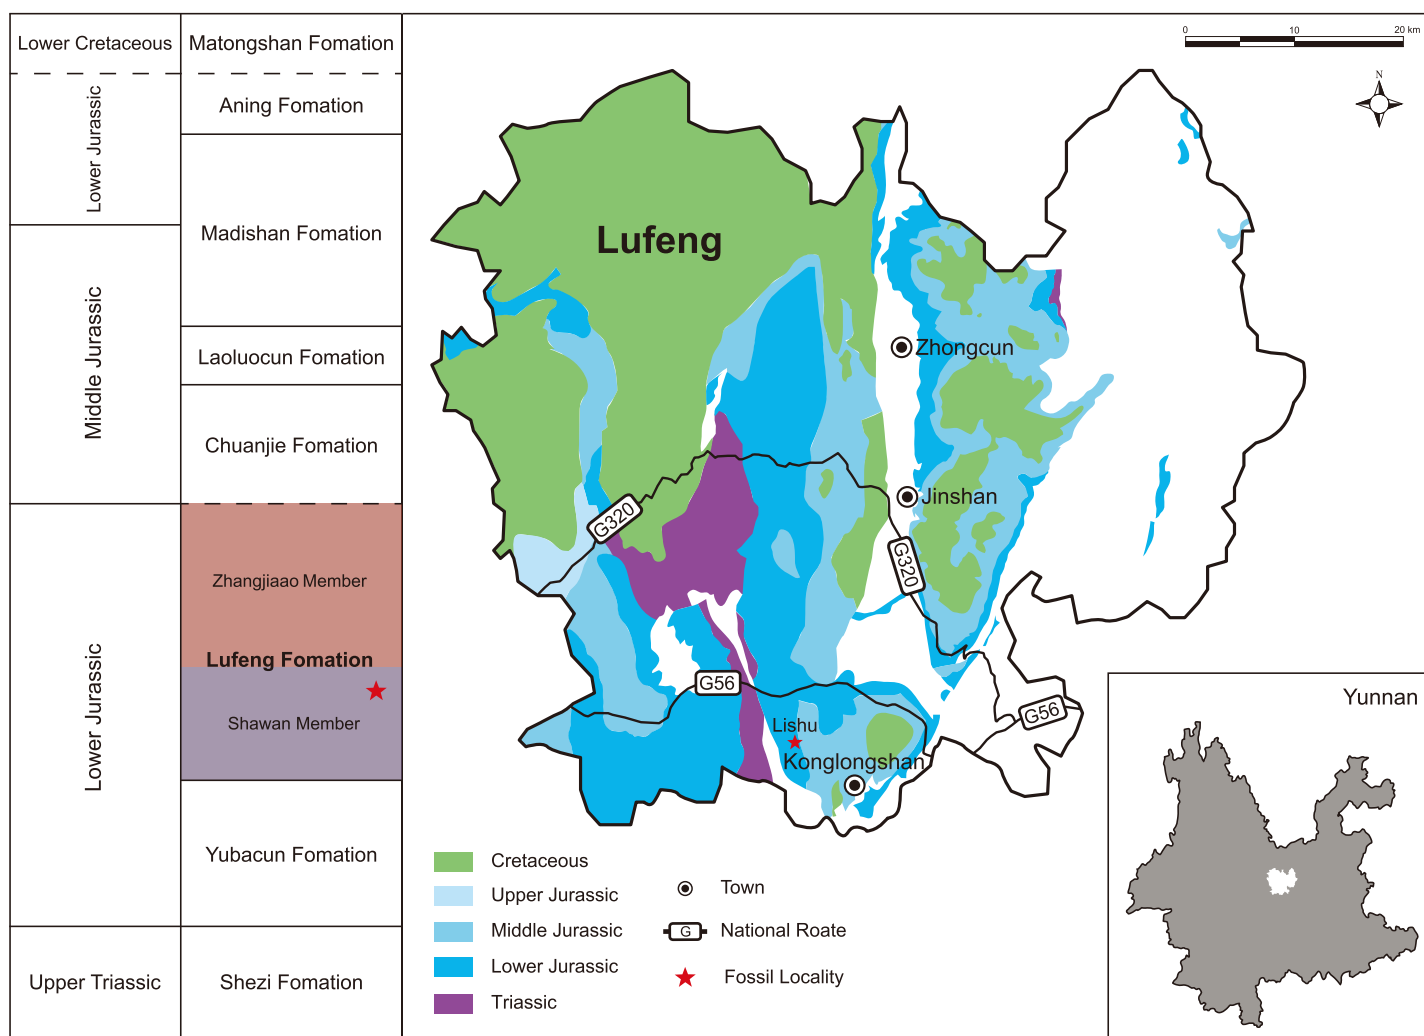 Lower Cretaceous
Matongshan Fomation
Lower Jurassic
Aning Fomation
Madishan Fomation
Middle Jurassic
Laoluocun Fomation
Chuanjie Fomation
Lower Jurassic
Zhangjiaao Member
Lufeng Fomation
Shawan Member
Yubacun Fomation
Upper Triassic
Shezi Fomation
0 10 20 km
N
Lufeng
Zhongcun
Jinshan
G320
G320
G56
G56
Lishu
Konglongshan
Cretaceous
Upper Jurassic
Middle Jurassic
Lower Jurassic
Triassic
Town
G National Roate
Fossil Locality
Yunnan